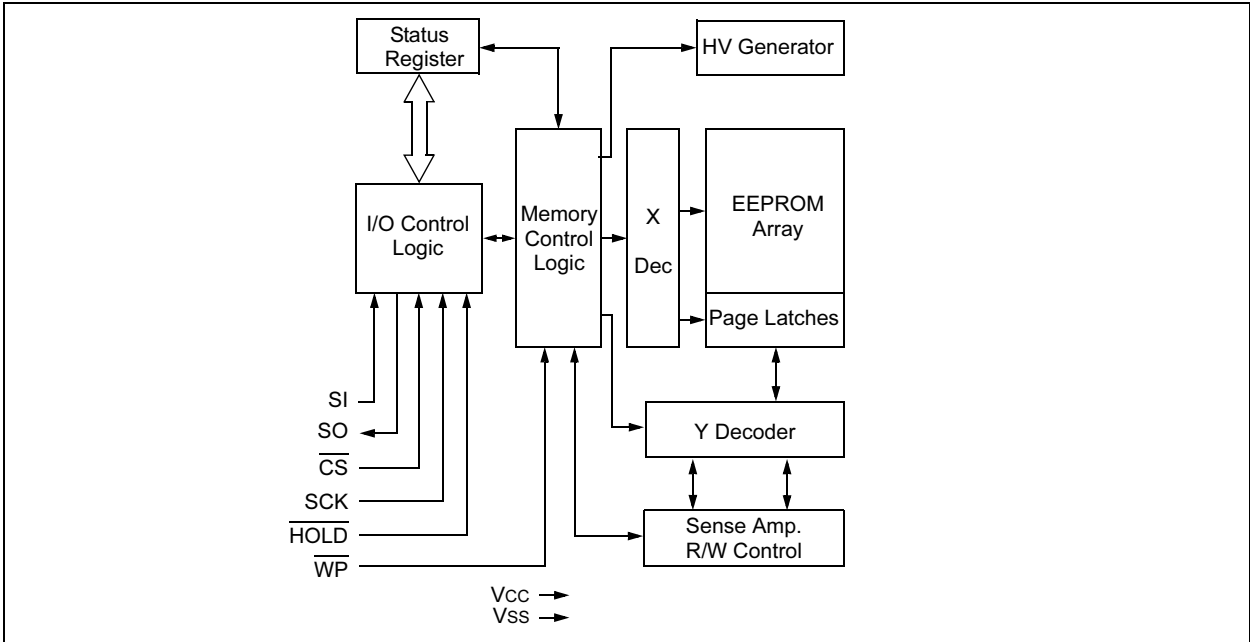 Status
Register
HV Generator
I/O Control
Logic
Memory
Control
Logic
X
Dec
EEPROM
Array
Page Latches
SI
SO
CS
SCK
HOLD
WP
Y Decoder
Sense Amp.
R/W Control
VCC
VSS